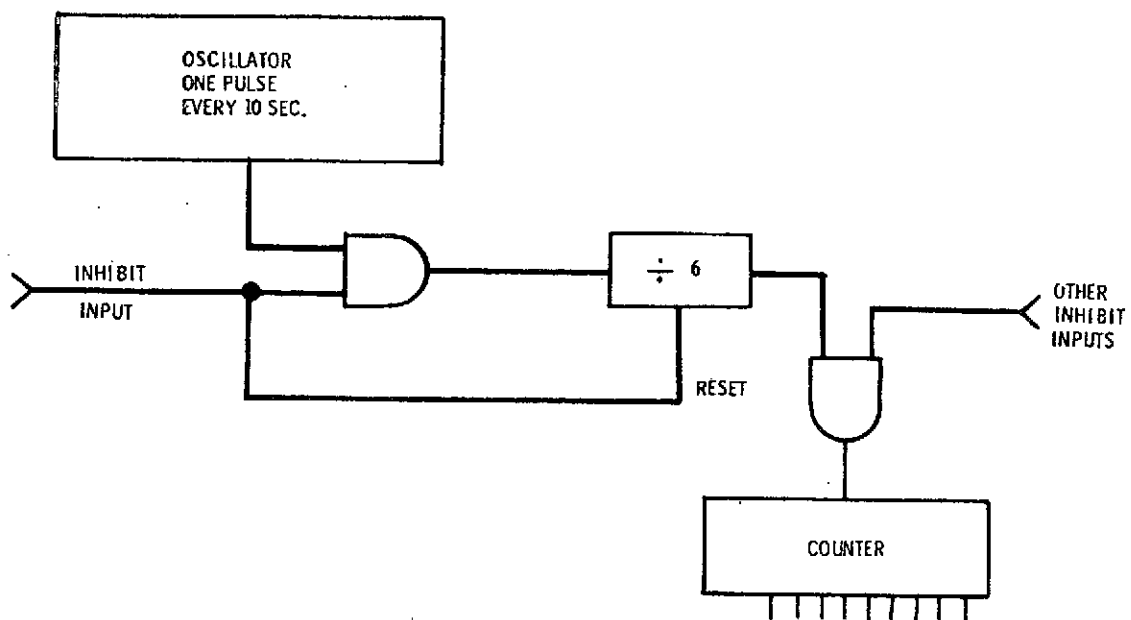 OSCILLATOR
ONE PULSE
EVERY 10 SEC.
INHIBIT
INPUT
÷ 6
RESET
OTHER
INHIBIT
INPUTS
COUNTER